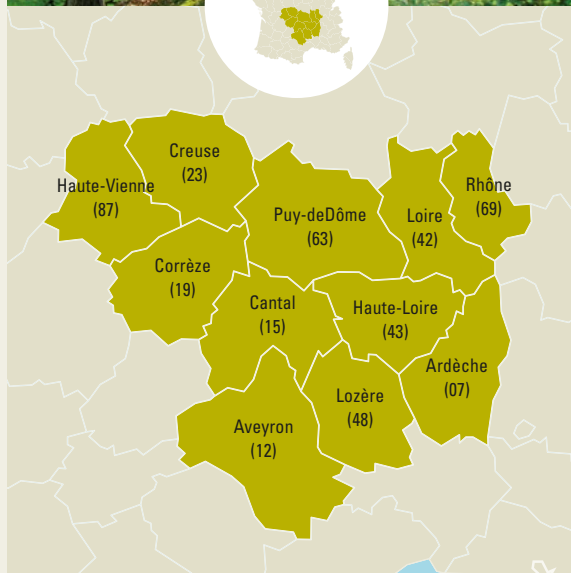 Creuse
(23)
Haute-Vienne
(87)
Puy-deDôme
(63)
Loire
(42)
Rhône
(69)
Corrèze
(19)
Cantal
(15)
Haute-Loire
(43)
Ardèche
(07)
Aveyron
(12)
Lozère
(48)